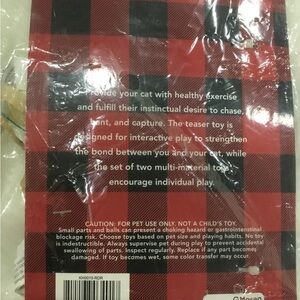 Provide your cat with healthy exercise
and fulfill their instinctual desire to chase,
hunt, and capture. The teaser toy is
designed for interactive play to strengthen
the bond between you and your cat, while
the set of two multi-material toys
encourage individual play.
CAUTION: FOR PET USE ONLY. NOT A CHILD'S TOY.
Small parts and balls can present a choking hazard or gastrointestinal
blockage risk. Choose toys based on pet size and playing habits. No toy
is indestructible. Always supervise pet during play to prevent accidental
swallowing of parts. Inspect regularly. Replace if any part becomes
damaged. If toy becomes wet, some color transfer may occur.